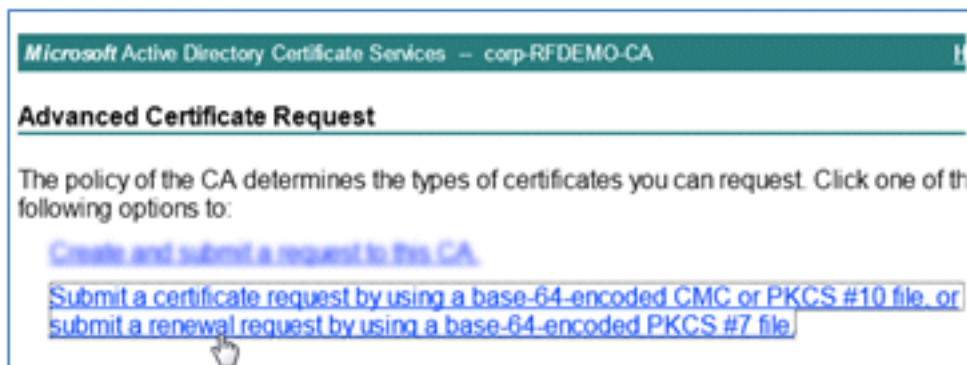 Microsoft Active Directory Certificate Services -- corp-RFDEMO-CA
Advanced Certificate Request
The policy of the CA determines the types of certificates you can request. Click one of th
following options to:
Create and submit a request to this CA.
Submit a certificate request by using a base-64-encoded CMC or PKCS #10 file, or
submit a renewal request by using a base-64-encoded PKCS #7 file.